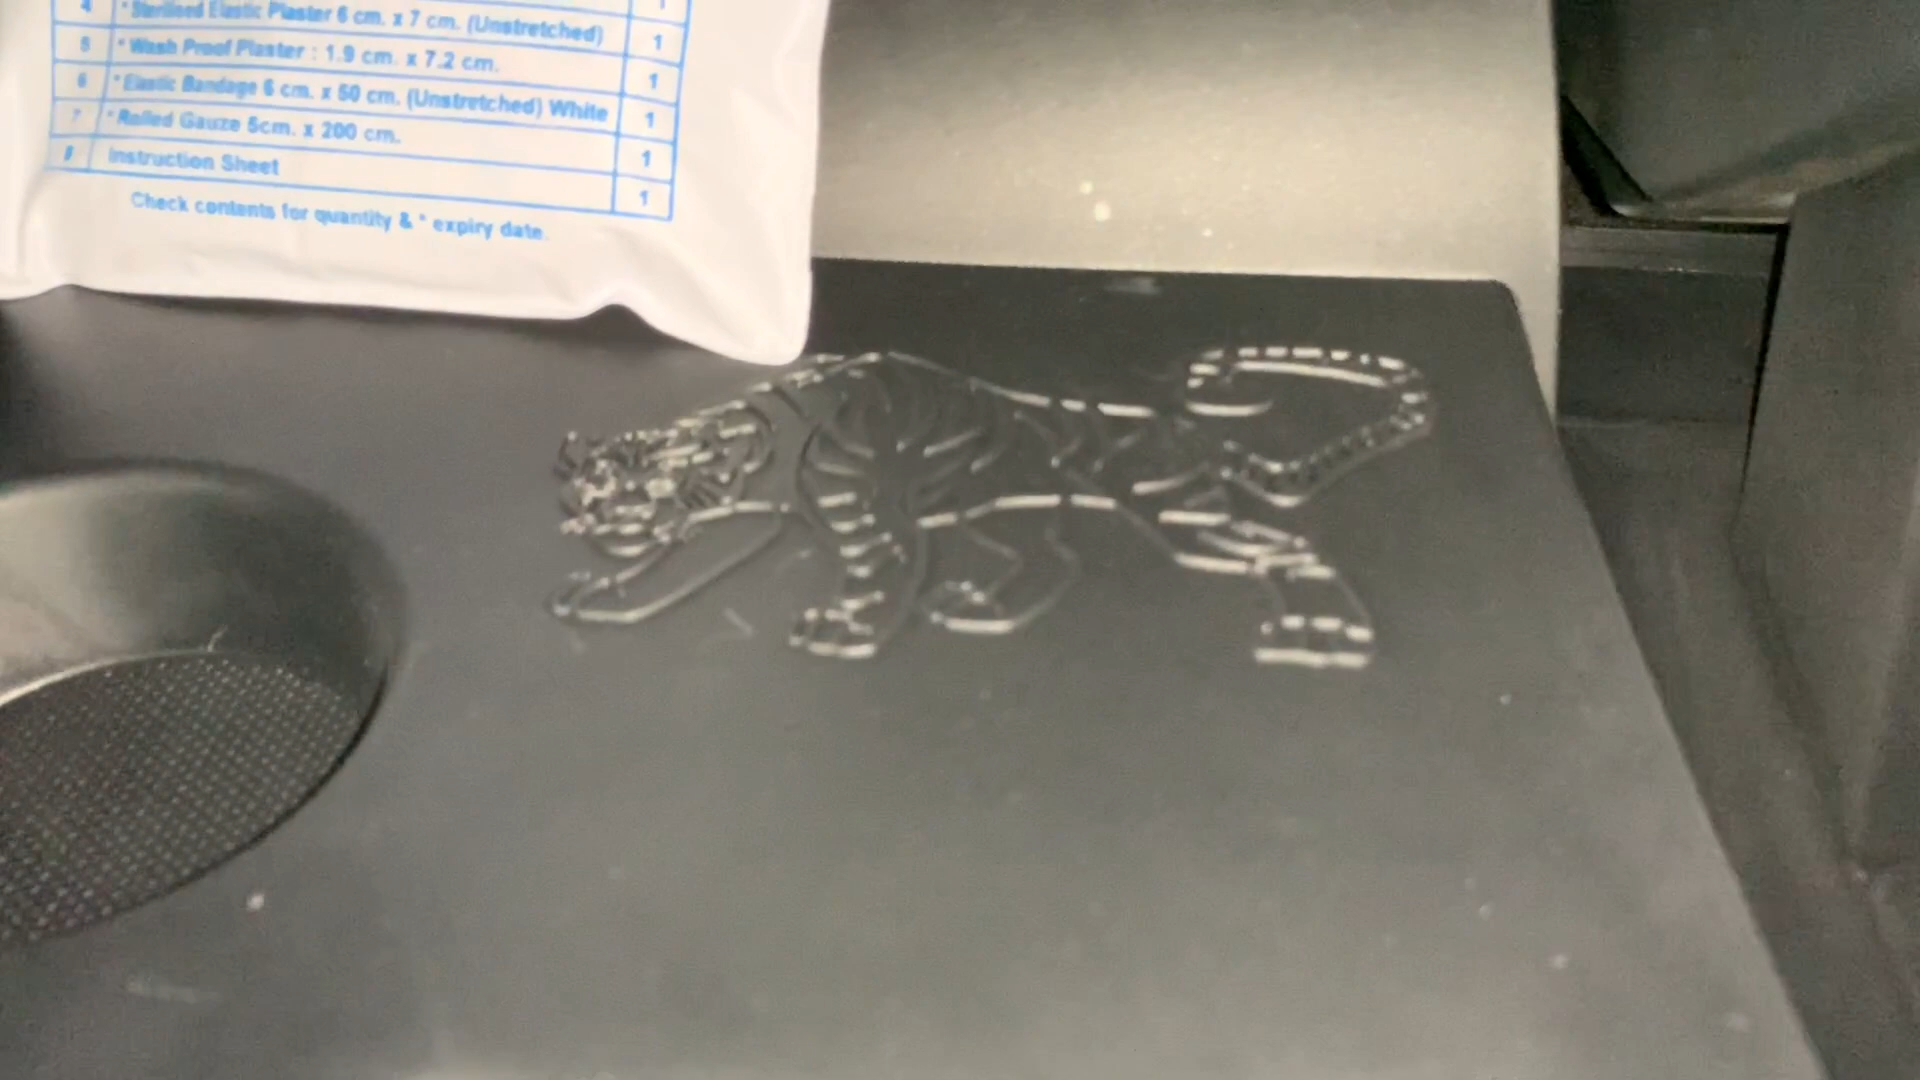 4 * Sterilised Elastic Plaster 6 cm. x 7 cm. (Unstretched) 1
5 * Wash Proof Plaster : 1.9 cm. x 7.2 cm. 1
6 * Elastic Bandage 6 cm. x 50 cm. (Unstretched) White 1
7 * Rolled Gauze 5cm. x 200 cm. 1
8 Instruction Sheet 1
Check contents for quantity & * expiry date.